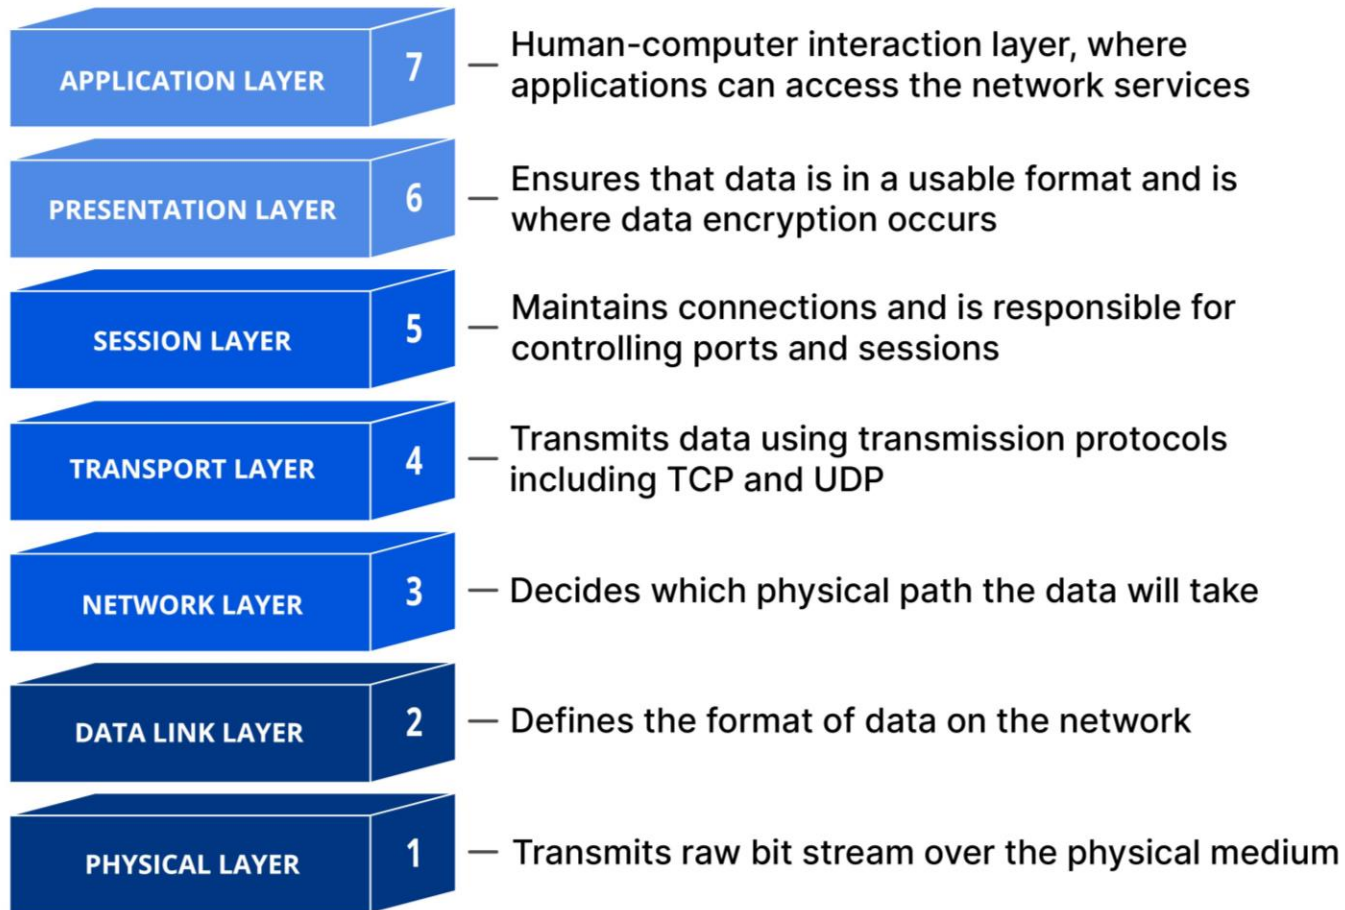 APPLICATION LAYER
7
Human-computer interaction layer, where
applications can access the network services
PRESENTATION LAYER
6
Ensures that data is in a usable format and is
where data encryption occurs
SESSION LAYER
5
Maintains connections and is responsible for
controlling ports and sessions
TRANSPORT LAYER
4
Transmits data using transmission protocols
including TCP and UDP
NETWORK LAYER
3
Decides which physical path the data will take
DATA LINK LAYER
2
Defines the format of data on the network
PHYSICAL LAYER
1
Transmits raw bit stream over the physical medium